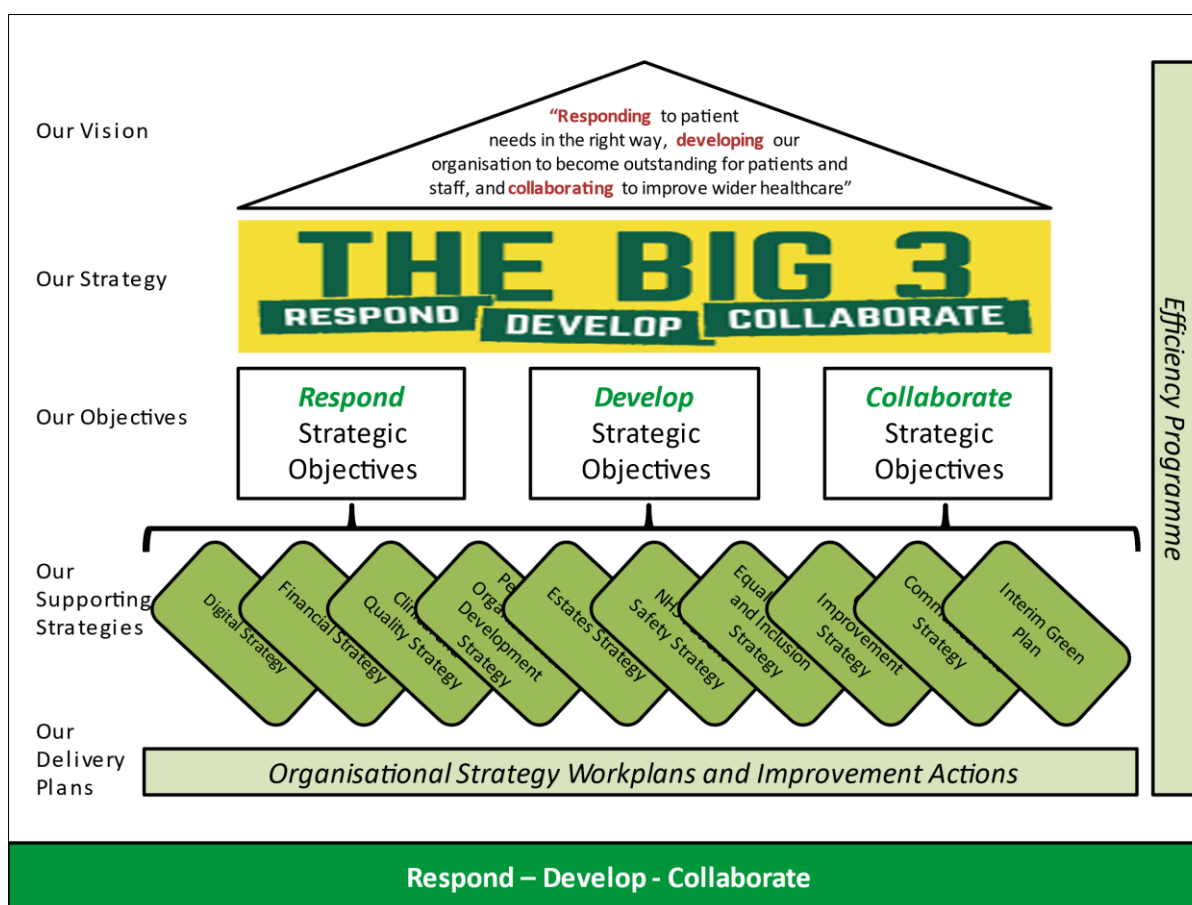 Our Vision
“Responding to patient
needs in the right way, developing our
organisation to become outstanding for patients and
staff, and collaborating to improve wider healthcare”
Our Strategy
THE BIG 3
RESPOND DEVELOP COLLABORATE
Our Objectives
Respond
Strategic
Objectives
Develop
Strategic
Objectives
Collaborate
Strategic
Objectives
Our
Supporting
Strategies
Digital Strategy
Financial Strategy
Quality Strategy
Development
Strategy
Estates Strategy
NHS
Safety Strategy
and Inclusion
Strategy
Improvement
Strategy
Strategy
Interim Green
Plan
Our
Delivery
Plans
Organisational Strategy Workplans and Improvement Actions
Efficiency Programme
Respond – Develop - Collaborate